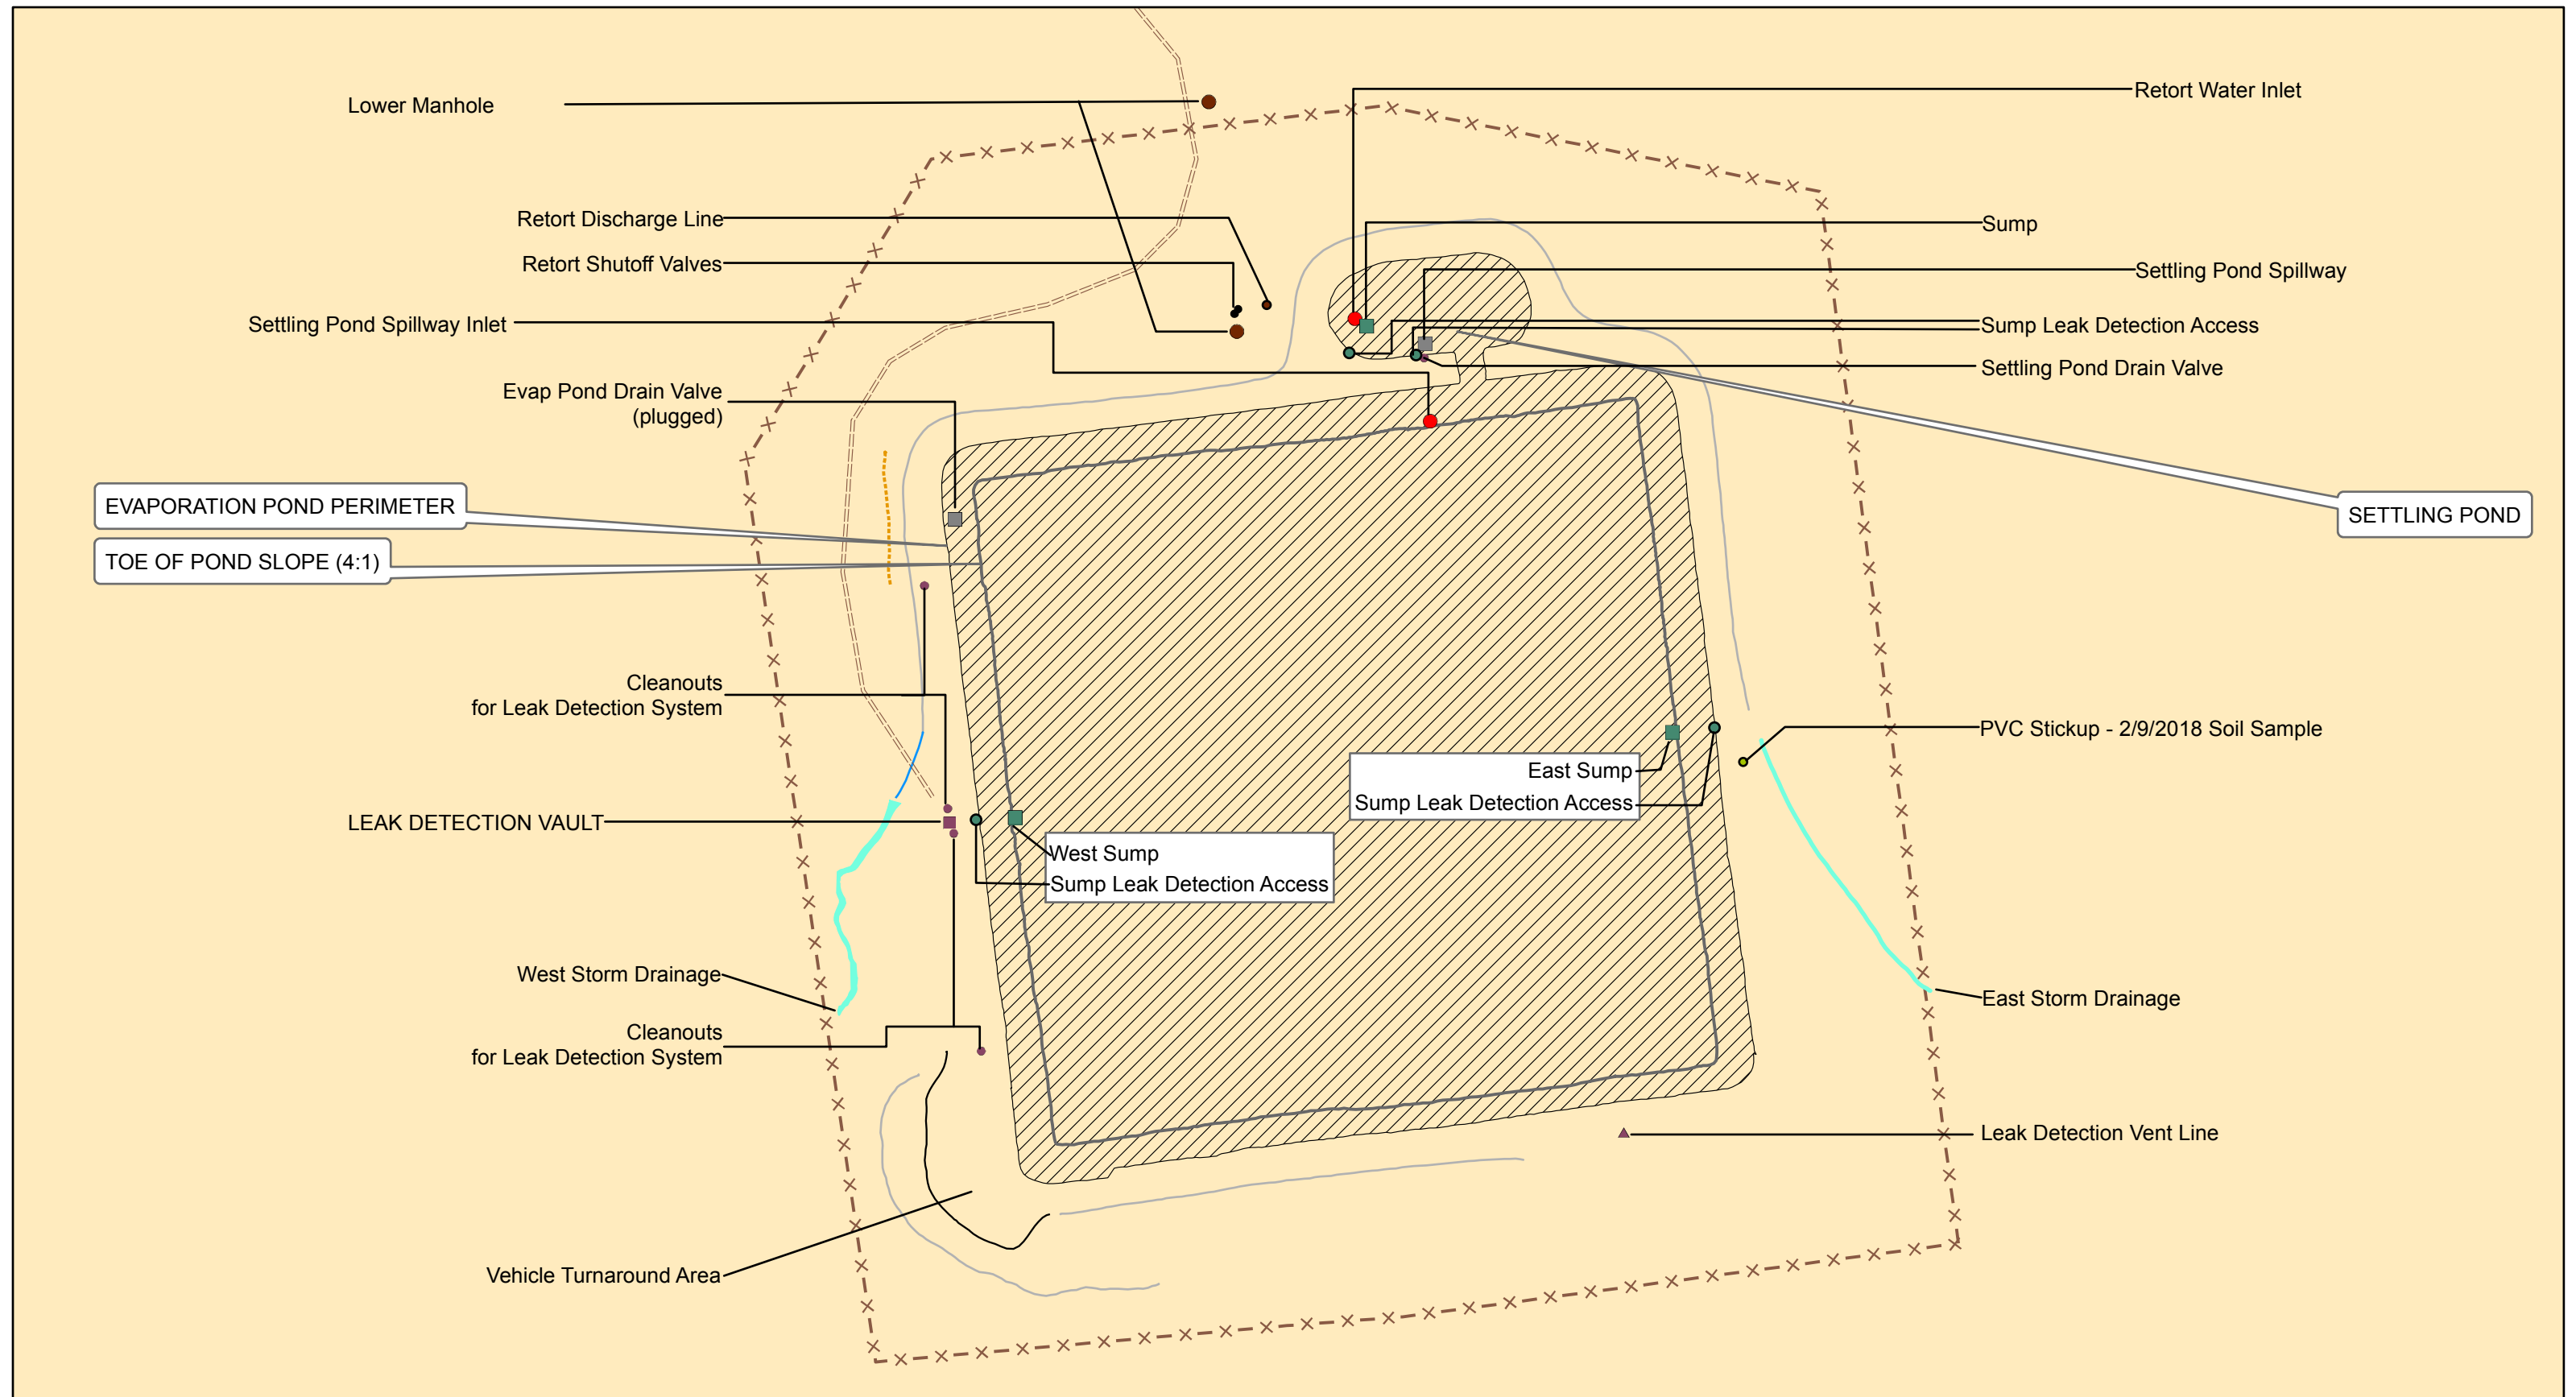 Lower Manhole
Retort Water Inlet
Retort Discharge Line
Sump
Retort Shutoff Valves
Settling Pond Spillway
Settling Pond Spillway Inlet
Sump Leak Detection Access
Settling Pond Drain Valve
Evap Pond Drain Valve
(plugged)
EVAPORATION POND PERIMETER
SETTLING POND
TOE OF POND SLOPE (4:1)
Cleanouts
for Leak Detection System
PVC Stickup - 2/9/2018 Soil Sample
East Sump
Sump Leak Detection Access
LEAK DETECTION VAULT
West Sump
Sump Leak Detection Access
West Storm Drainage
East Storm Drainage
Cleanouts
for Leak Detection System
Leak Detection Vent Line
Vehicle Turnaround Area